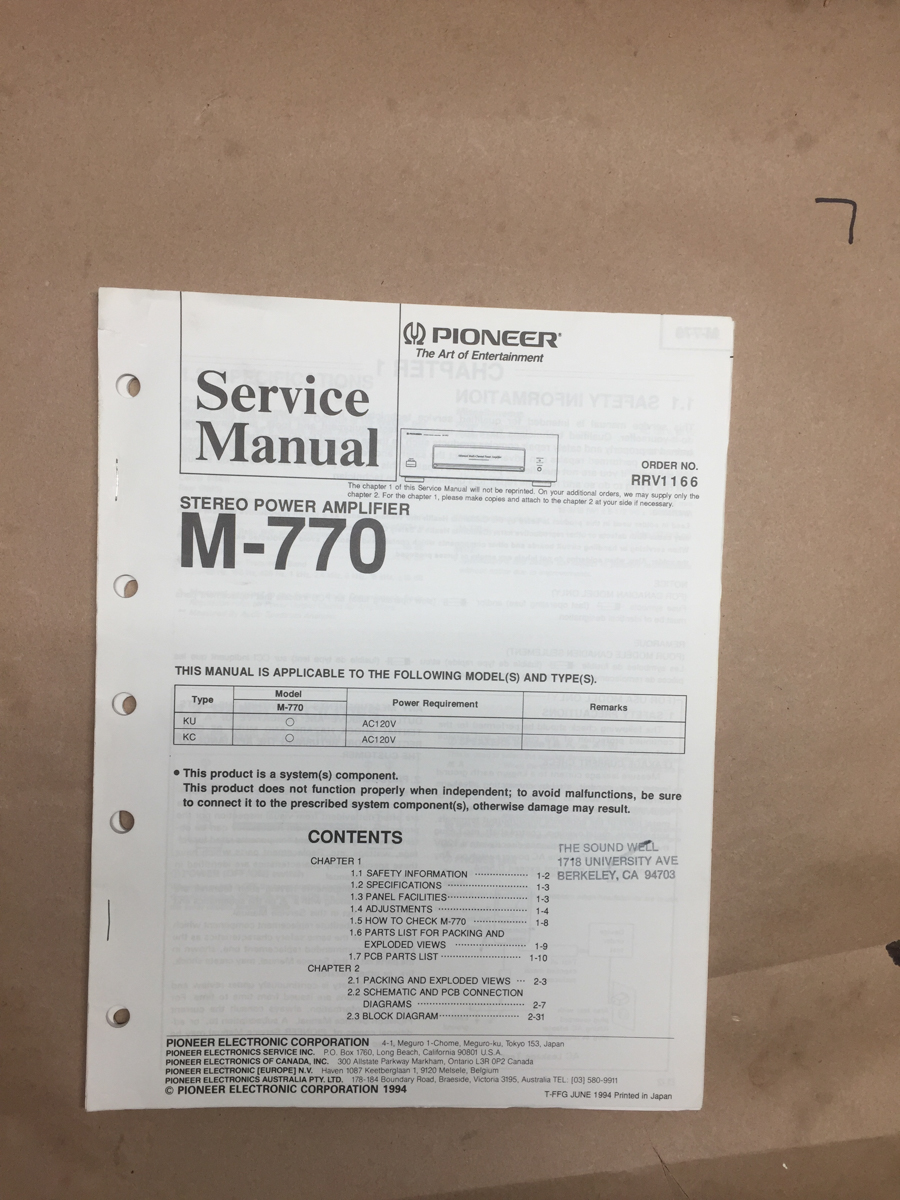 PIONEER®
The Art of Entertainment
Service
Manual
ORDER NO.
RRV1166
The chapter 1 of this Service Manual will not be reprinted. On your additional orders, we may supply only the
chapter 2. For the chapter 1, please make copies and attach to the chapter 2 at your side if necessary.
STEREO POWER AMPLIFIER
M-770
THIS MANUAL IS APPLICABLE TO THE FOLLOWING MODEL(S) AND TYPE(S).
Type Model Power Requirement Remarks
M-770
KU ○ AC120V
KC ○ AC120V
● This product is a system(s) component.
This product does not function properly when independent; to avoid malfunctions, be sure
to connect it to the prescribed system component(s), otherwise damage may result.
CONTENTS
CHAPTER 1
1.1 SAFETY INFORMATION ················ 1-2
1.2 SPECIFICATIONS ······················· 1-3
1.3 PANEL FACILITIES······················· 1-3
1.4 ADJUSTMENTS ·························· 1-4
1.5 HOW TO CHECK M-770 ················ 1-8
1.6 PARTS LIST FOR PACKING AND
EXPLODED VIEWS ····················· 1-9
1.7 PCB PARTS LIST ························ 1-10
CHAPTER 2
2.1 PACKING AND EXPLODED VIEWS ··· 2-3
2.2 SCHEMATIC AND PCB CONNECTION
DIAGRAMS ································ 2-7
2.3 BLOCK DIAGRAM························ 2-31
THE SOUND WELL
1718 UNIVERSITY AVE
BERKELEY, CA 94703
PIONEER ELECTRONIC CORPORATION 4-1, Meguro 1-Chome, Meguro-ku, Tokyo 153, Japan
PIONEER ELECTRONICS SERVICE INC. P.O. Box 1760, Long Beach, California 90801 U.S.A.
PIONEER ELECTRONICS OF CANADA, INC. 300 Allstate Parkway Markham, Ontario L3R 0P2 Canada
PIONEER ELECTRONIC [EUROPE] N.V. Haven 1087 Keetberglaan 1, 9120 Melsele, Belgium
PIONEER ELECTRONICS AUSTRALIA PTY. LTD. 178-184 Boundary Road, Braeside, Victoria 3195, Australia TEL: [03] 580-9911
© PIONEER ELECTRONIC CORPORATION 1994
T-FFG JUNE 1994 Printed in Japan